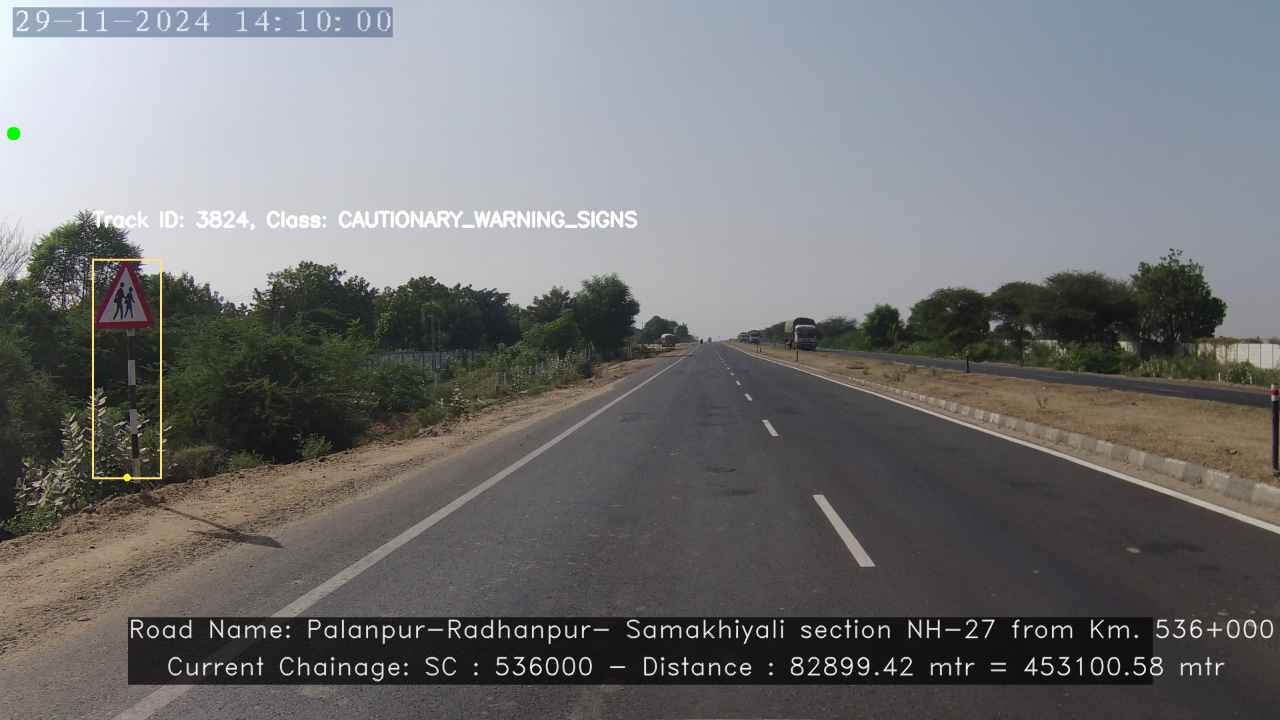 29-11-2024 14:10:00
Track ID: 3824, Class: CAUTIONARY_WARNING_SIGNS
Road Name: Palanpur-Radhanpur- Samakhiyali section NH-27 from Km. 536+000
Current Chainage: SC : 536000 - Distance : 82899.42 mtr = 453100.58 mtr